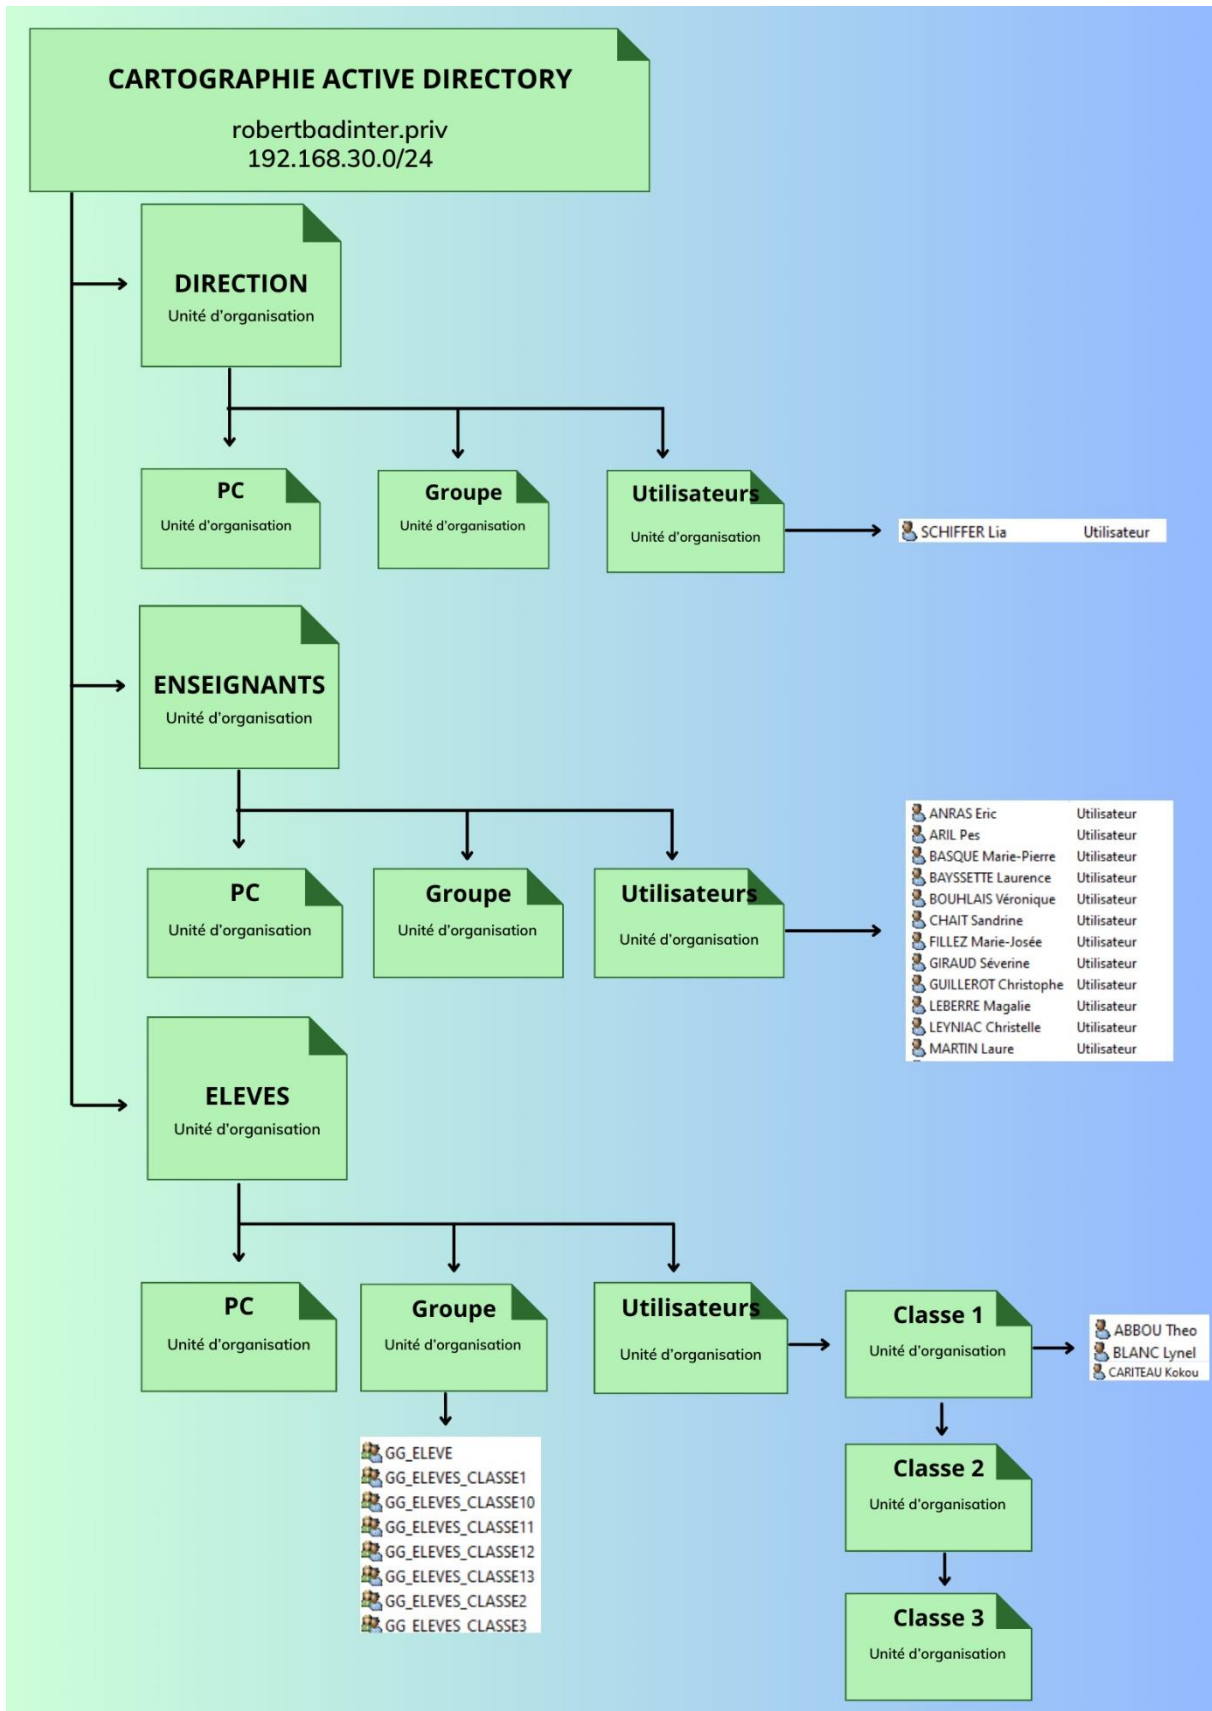 CARTOGRAPHIE ACTIVE DIRECTORY
robertbadinter.priv
192.168.30.0/24
DIRECTION
Unité d'organisation
PC
Unité d'organisation
Groupe
Unité d'organisation
Utilisateurs
Unité d'organisation
SCHIFFER Lia Utilisateur
ENSEIGNANTS
Unité d'organisation
PC
Unité d'organisation
Groupe
Unité d'organisation
Utilisateurs
Unité d'organisation
ANRAS Eric Utilisateur
ARIL Pes Utilisateur
BASQUE Marie-Pierre Utilisateur
BAYSSETTE Laurence Utilisateur
BOUHLAIS Véronique Utilisateur
CHAIT Sandrine Utilisateur
FILLEZ Marie-Josée Utilisateur
GIRAUD Séverine Utilisateur
GUILLEROT Christophe Utilisateur
LEBERRE Magalie Utilisateur
LEYNIAC Christelle Utilisateur
MARTIN Laure Utilisateur
ELEVES
Unité d'organisation
PC
Unité d'organisation
Groupe
Unité d'organisation
GG_ELEVE
GG_ELEVES_CLASSE1
GG_ELEVES_CLASSE10
GG_ELEVES_CLASSE11
GG_ELEVES_CLASSE12
GG_ELEVES_CLASSE13
GG_ELEVES_CLASSE2
GG_ELEVES_CLASSE3
Utilisateurs
Unité d'organisation
Classe 1
Unité d'organisation
ABBOU Theo
BLANC Lynel
CARITEAU Kokou
Classe 2
Unité d'organisation
Classe 3
Unité d'organisation